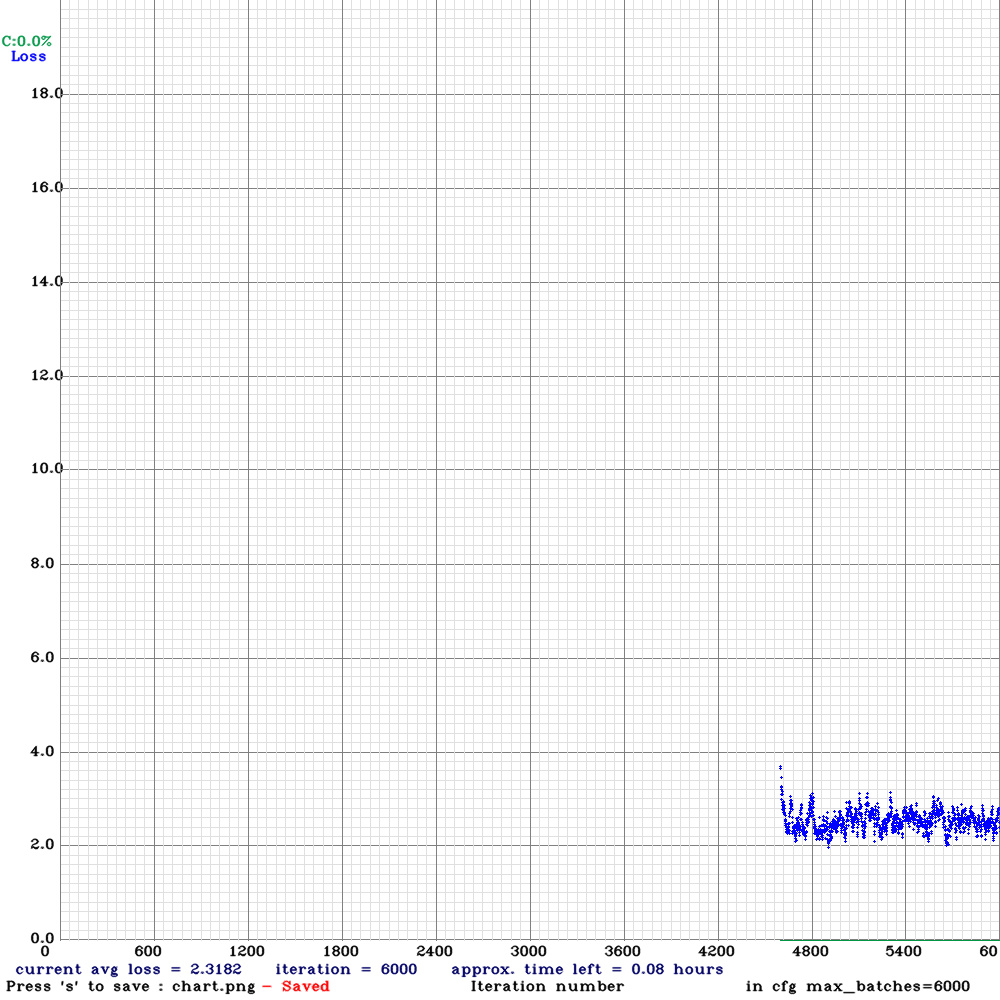 C:0.0%
Loss
18.0
16.0
14.0
12.0
10.0
8.0
6.0
4.0
2.0
0.0
0 600 1200 1800 2400 3000 3600 4200 4800 5400 60
current avg loss = 2.3182 iteration = 6000 approx. time left = 0.08 hours
Press 's' to save : chart.png - Saved Iteration number in cfg max_batches=6000